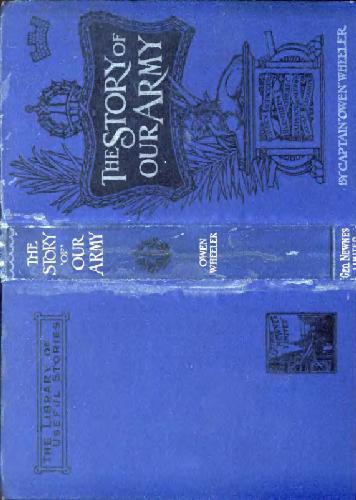 THE STORY OF
OUR ARMY
BY CAPTAIN OWEN WHEELER
THE
STORY
OF
OUR
ARMY
OWEN
WHEELER
GEO. NEWNES
LIMITED
THE LIBRARY OF
USEFUL STORIES